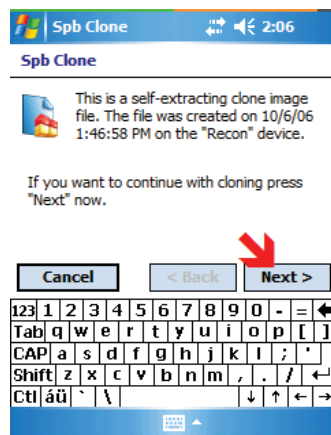 Spb Clone 2:06
Spb Clone
This is a self-extracting clone image
file. The file was created on 10/6/06
1:46:58 PM on the "Recon" device.
If you want to continue with cloning press
"Next" now.
Cancel < Back Next >
123 1 2 3 4 5 6 7 8 9 0 - =
Tab q w e r t y u i o p [ ]
CAP a s d f g h j k l ; '
Shift z x c v b n m , . /
Ctl áü ` \